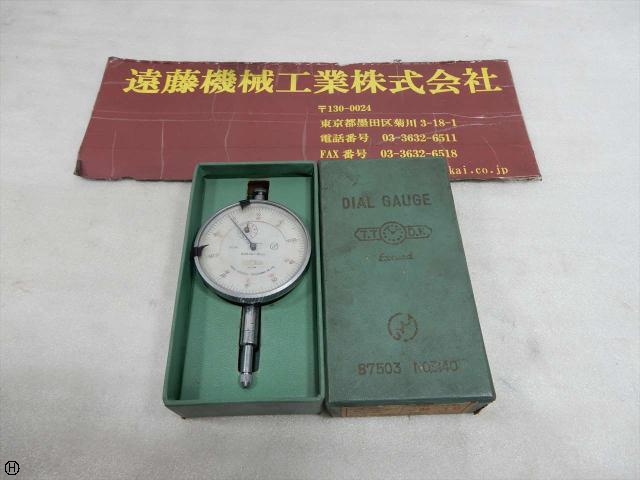 遠藤機械工業株式会社
〒130-0024
東京都墨田区菊川3-18-1
電話番号 03-3632-6511
FAX番号 03-3632-6518
kai.co.jp
DIAL GAUGE
T.T D.K
B7503
H